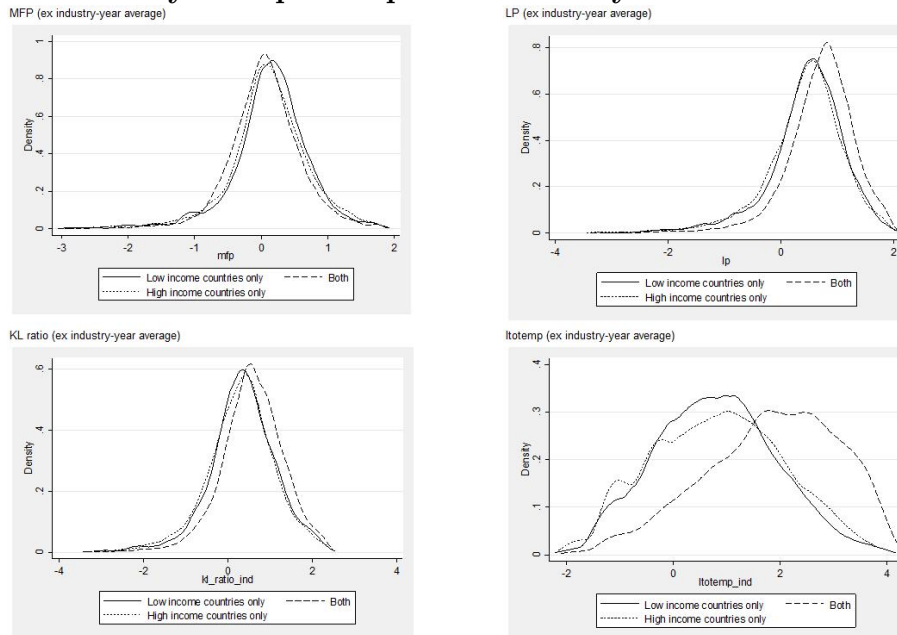 MFP (ex industry-year average)
1
.8
.6
.4
.2
0
Density
-3
-2
-1
0
1
2
mfp
Low income countries only
Both
High income countries only
LP (ex industry-year average)
.8
.6
.4
.2
0
Density
-4
-2
0
2
lp
Low income countries only
Both
High income countries only
KL ratio (ex industry-year average)
.6
.4
.2
0
Density
-4
-2
0
2
4
kl_ratio_ind
Low income countries only
Both
High income countries only
ltotemp (ex industry-year average)
.4
.3
.2
.1
0
Density
-2
0
2
4
ltotemp_ind
Low income countries only
Both
High income countries only